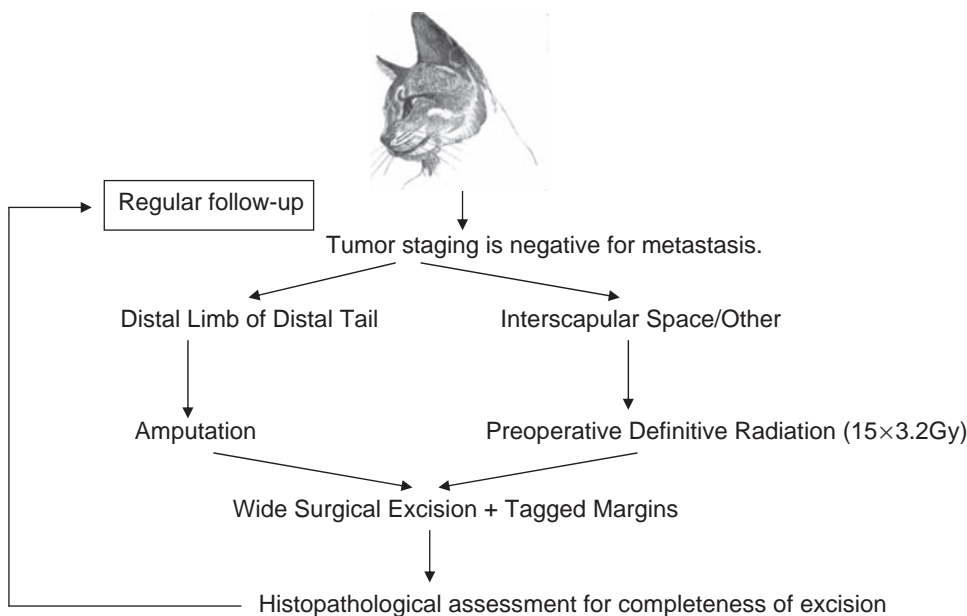 Regular follow-up
Tumor staging is negative for metastasis.
Distal Limb of Distal Tail
Interscapular Space/Other
Amputation
Preoperative Definitive Radiation (15×3.2Gy)
Wide Surgical Excision + Tagged Margins
Histopathological assessment for completeness of excision